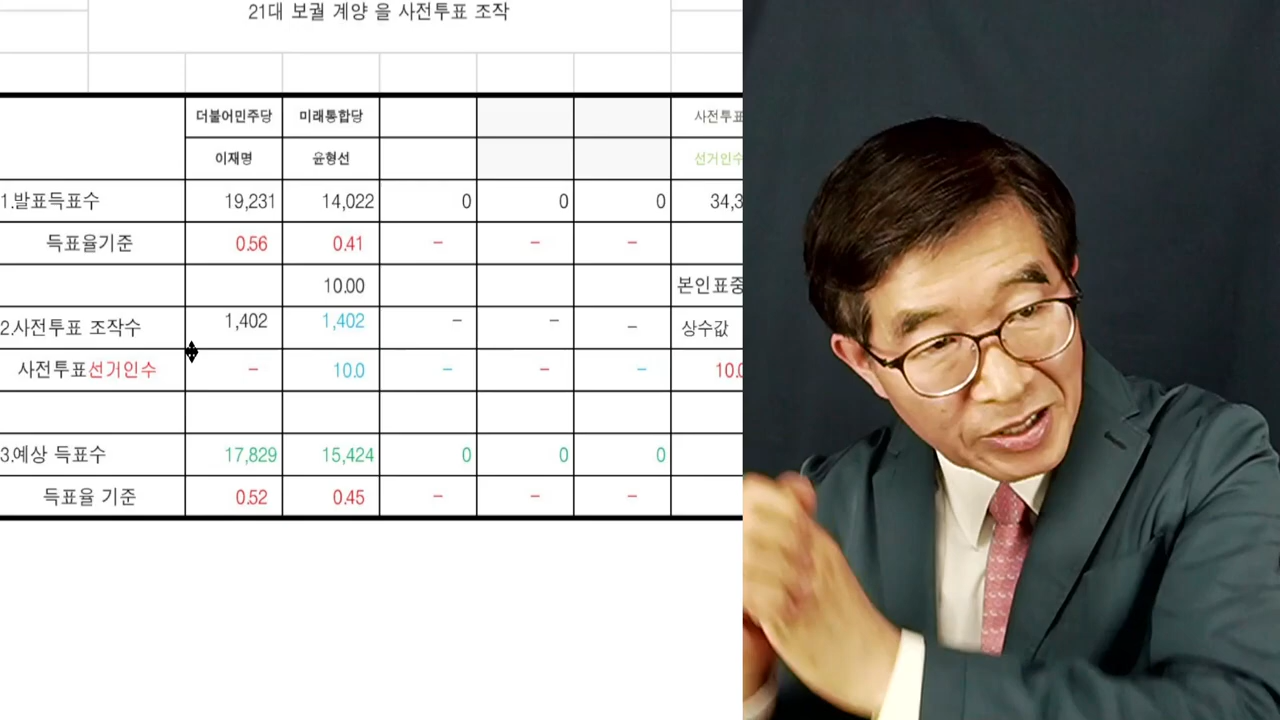 21대 보궐 계양 을 사전투표 조작
더불어민주당 미래통합당 사전투표
이재명 윤형선 선거인수
1.발표득표수 19,231 14,022 0 0 0 34,3
득표율기준 0.56 0.41 – – –
10.00 본인표중
2.사전투표 조작수 1,402 1,402 – – – 상수값
사전투표선거인수 – 10.0 – – – 10.0
3.예상 득표수 17,829 15,424 0 0 0
득표율 기준 0.52 0.45 – – –